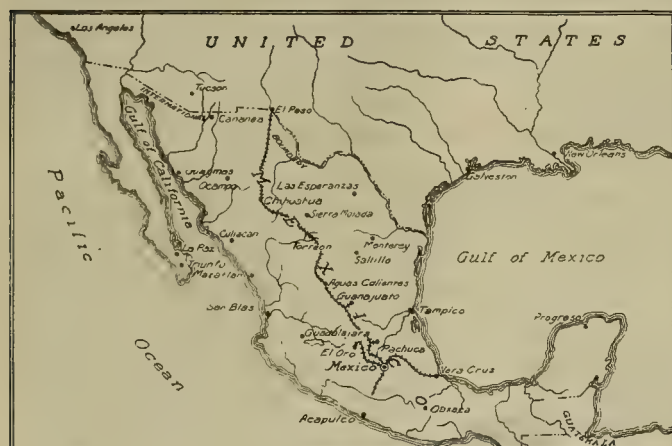 Los Angeles
UNITED STATES
Tucson
INTERNATIONAL
El Paso
Cananea
BOUNDARY
New Orleans
Galveston
Gulf of California
Guaymas
Ocampo
Las Esperanzas
Chihuahua
Sierra Mojada
Pacific
Culiacan
Monterey
Torreon
Saltillo
Gulf of Mexico
La Paz
Triunfo
Mazatlan
Aguas Calientes
Guanajuato
San Blas
Tampico
Progreso
Guadalajara
Pachuca
El Oro
Mexico
Vera Cruz
Ocean
Oaxaca
Acapulco
GUATEMALA
MEXICO